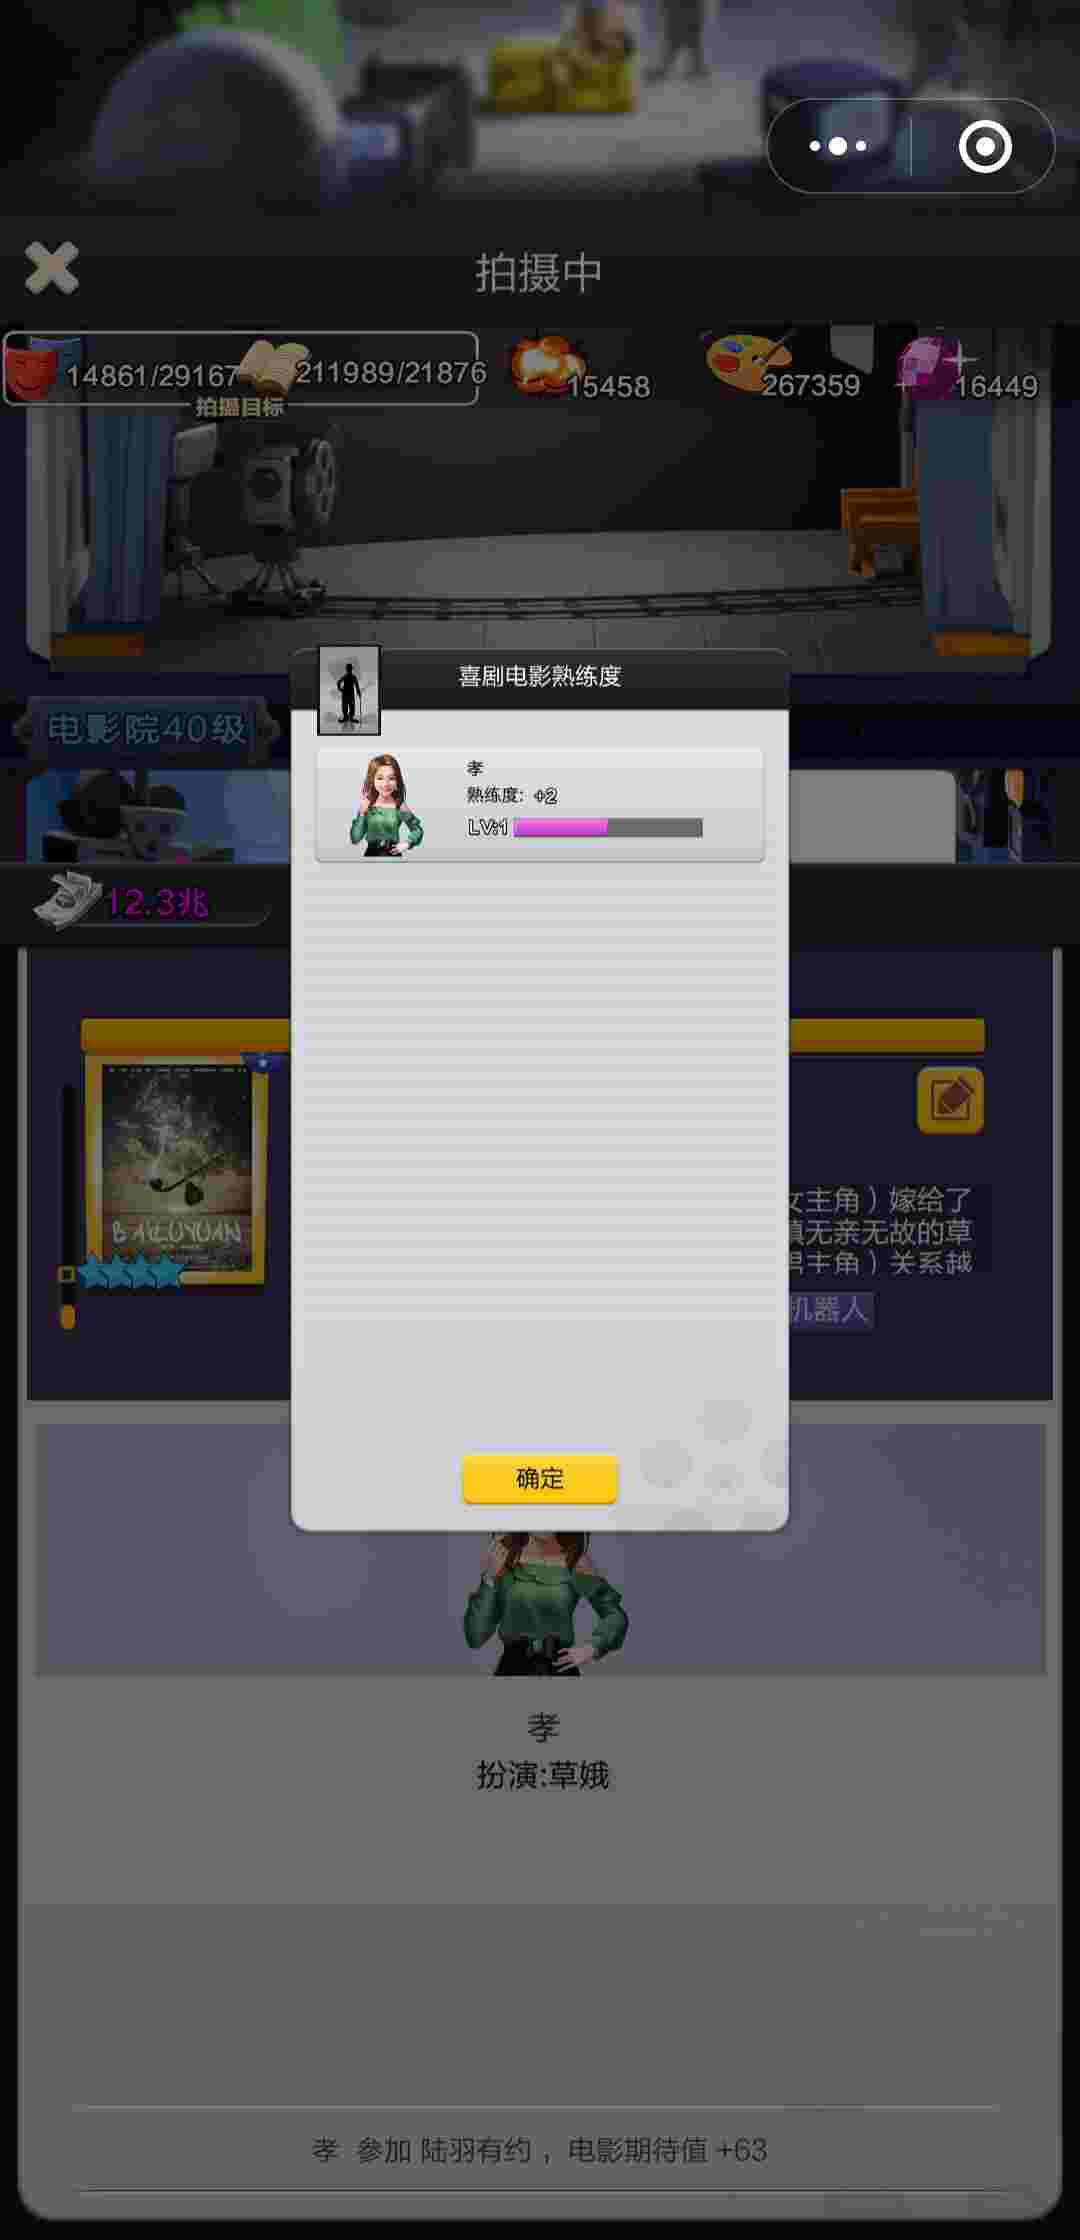 拍摄中
14861/29167
211989/21876
15458
267359
16449
拍摄目标
电影院40级
喜剧电影熟练度
孝
熟练度: +2
LV:1
12.3兆
BAILUYUAN
女主角）嫁给了
镇无亲无故的草
男主角）关系越
机器人
确定
孝
扮演:草娥
孝 参加 陆羽有约 ，电影期待值 +63